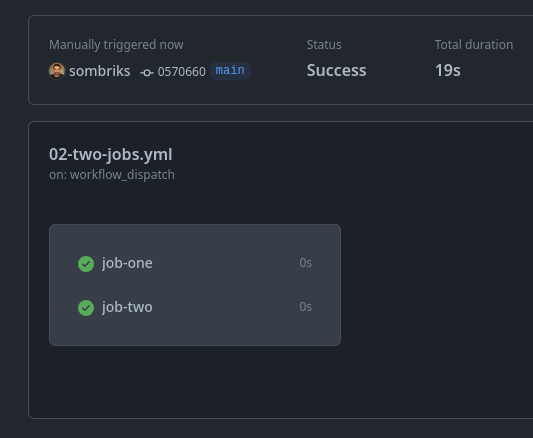 Manually triggered now
sombriks 0570660 main
Status
Success
Total duration
19s
02-two-jobs.yml
on: workflow_dispatch
job-one 0s
job-two 0s